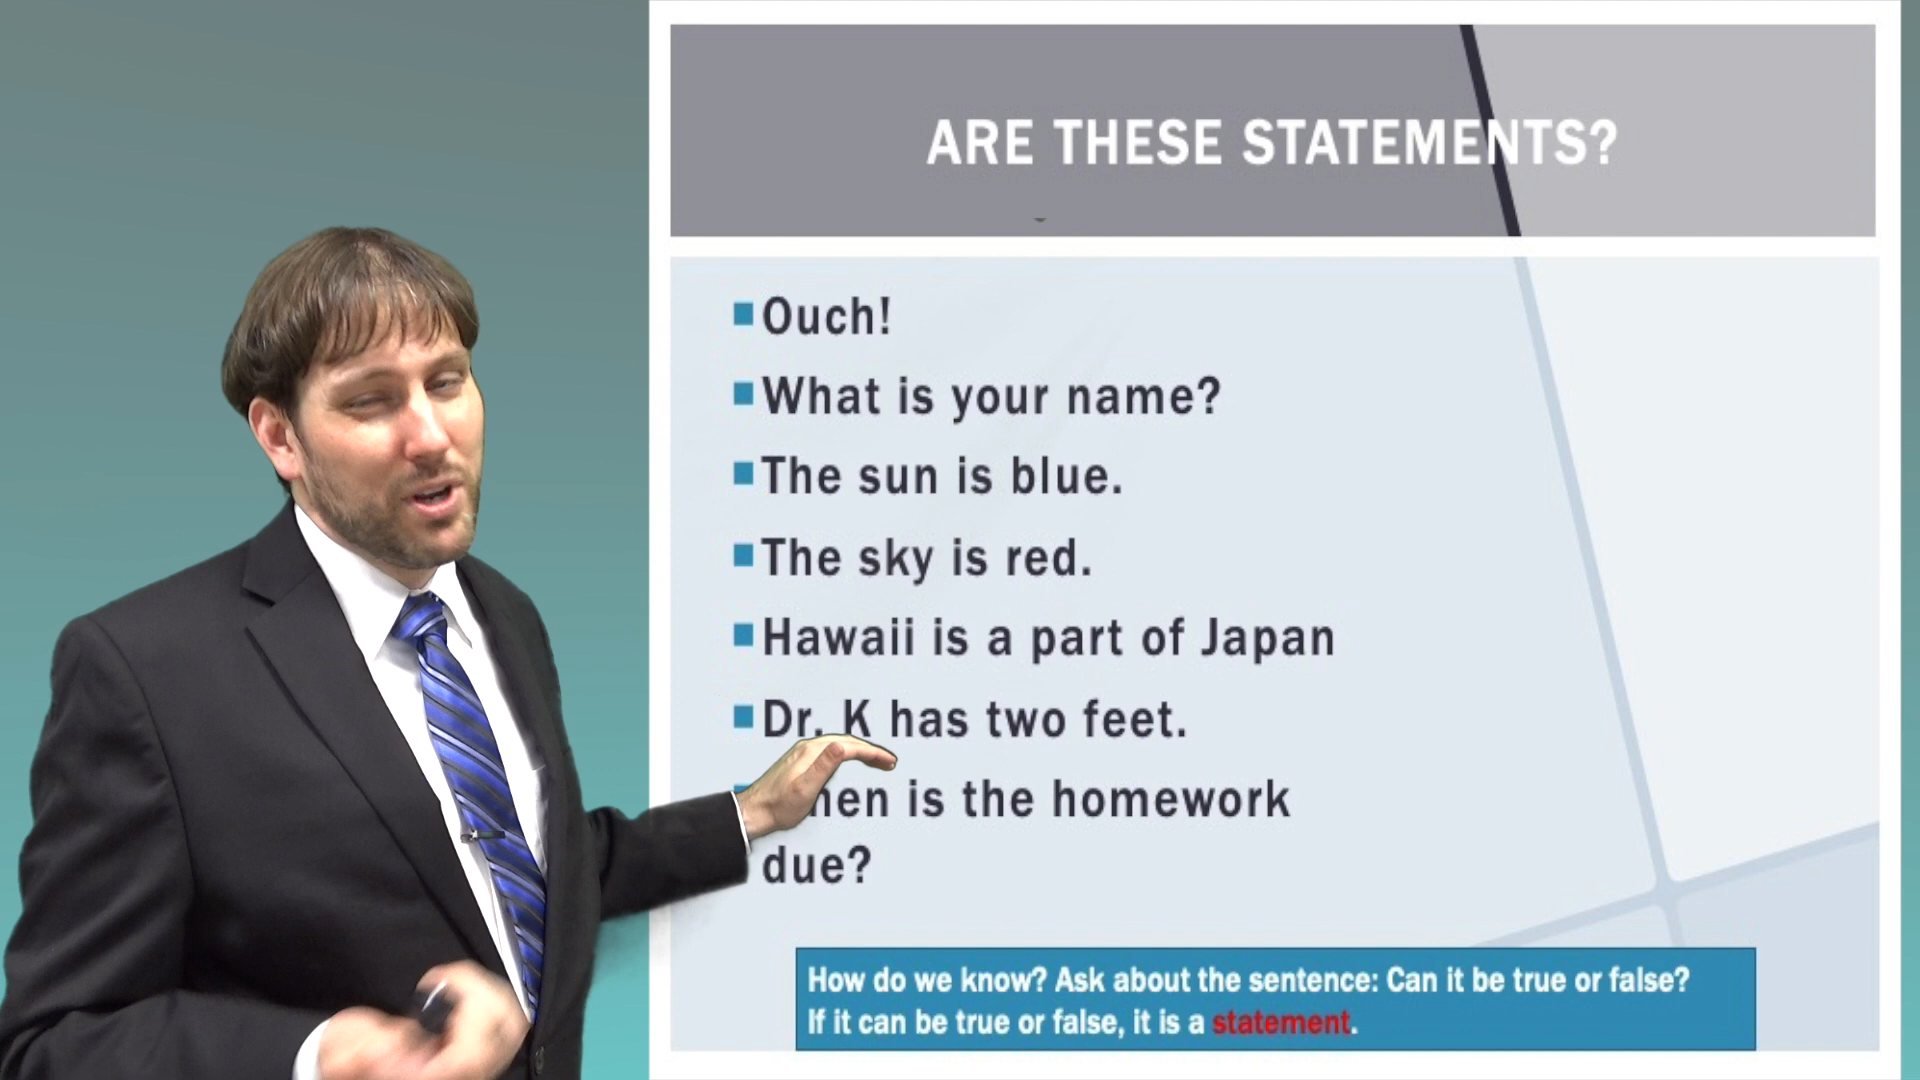 ARE THESE STATEMENTS?
Ouch!
What is your name?
The sun is blue.
The sky is red.
Hawaii is a part of Japan
Dr. K has two feet.
is the homework
due?
How do we know? Ask about the sentence: Can it be true or false?
If it can be true or false, it is a statement.